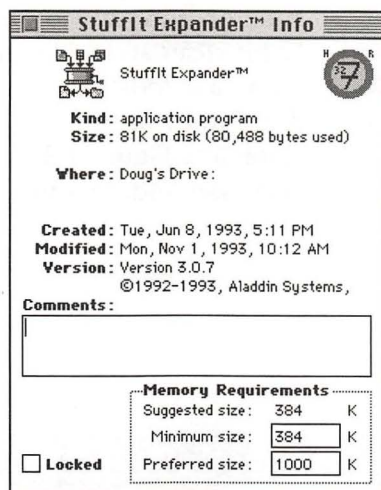 StuffIt Expander™ Info
StuffIt Expander™
H R
32
7
Kind: application program
Size: 81K on disk (80,488 bytes used)
Where: Doug's Drive:
Created: Tue, Jun 8, 1993, 5:11 PM
Modified: Mon, Nov 1, 1993, 10:12 AM
Version: Version 3.0.7
©1992-1993, Aladdin Systems,
Comments:
Memory Requirements
Suggested size: 384 K
Minimum size: 384 K
Locked Preferred size: 1000 K